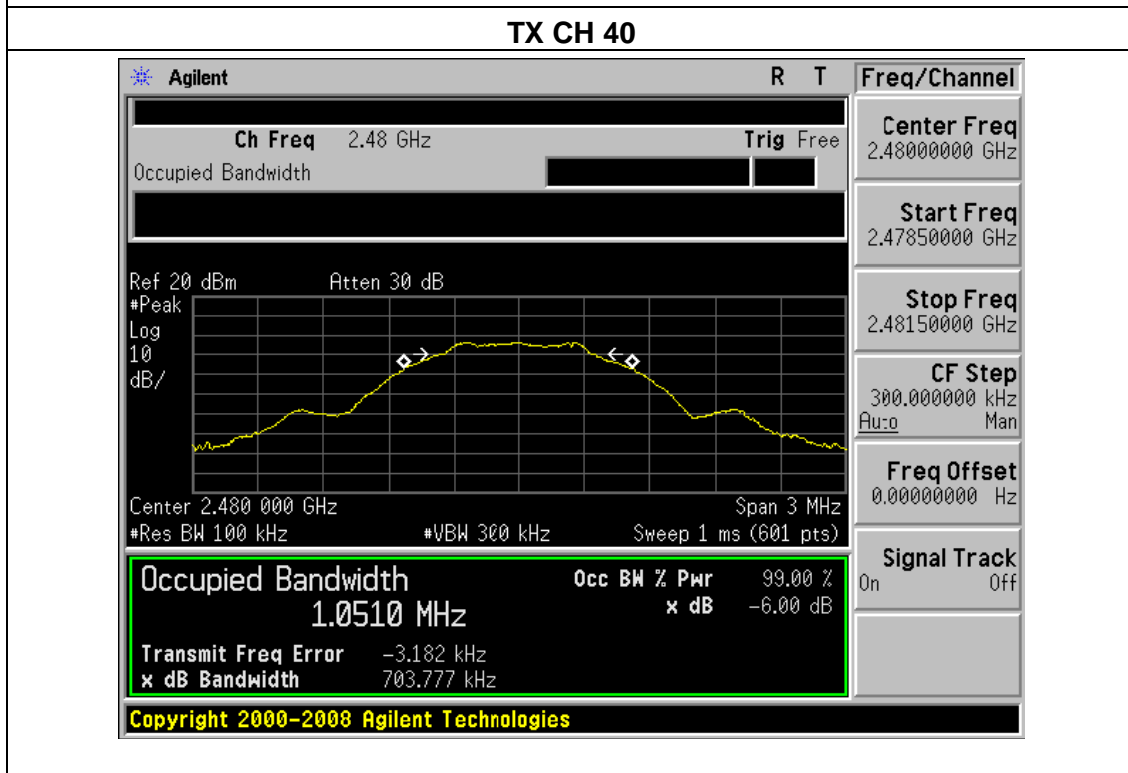 TX CH 40
Agilent R T
Freq/Channel
Ch Freq 2.48 GHz Trig Free
Occupied Bandwidth
Center Freq
2.48000000 GHz
Start Freq
2.47850000 GHz
Stop Freq
2.48150000 GHz
CF Step
300.000000 kHz
Auto Man
Freq Offset
0.00000000 Hz
Signal Track
On Off
Ref 20 dBm Atten 30 dB
#Peak
Log
10
dB/
Center 2.480 000 GHz Span 3 MHz
#Res BW 100 kHz #VBW 300 kHz Sweep 1 ms (601 pts)
Occupied Bandwidth Occ BW % Pwr 99.00 %
1.0510 MHz x dB -6.00 dB
Transmit Freq Error -3.182 kHz
x dB Bandwidth 703.777 kHz
Copyright 2000-2008 Agilent Technologies